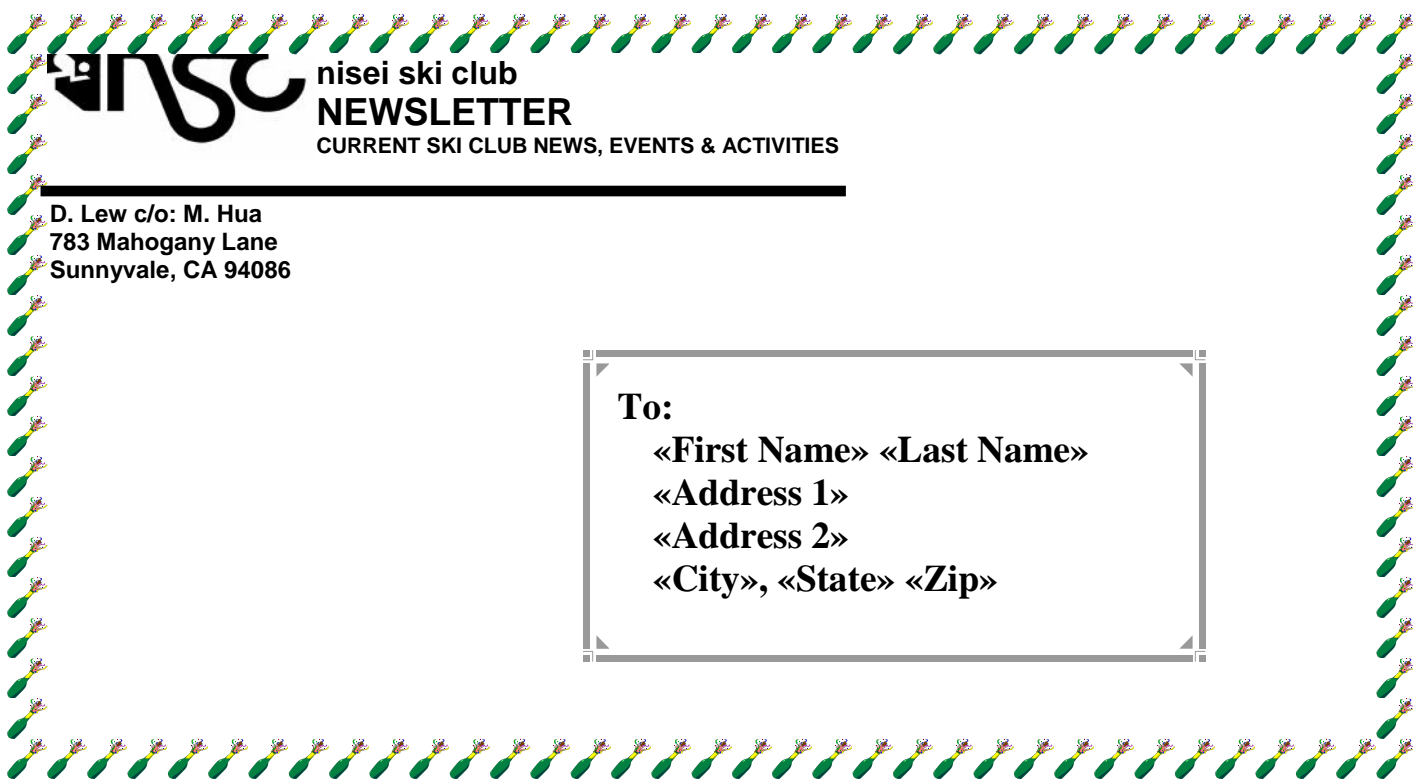 nsc
nisei ski club
NEWSLETTER
CURRENT SKI CLUB NEWS, EVENTS & ACTIVITIES
D. Lew c/o: M. Hua
783 Mahogany Lane
Sunnyvale, CA 94086
To:
«First Name» «Last Name»
«Address 1»
«Address 2»
«City», «State» «Zip»